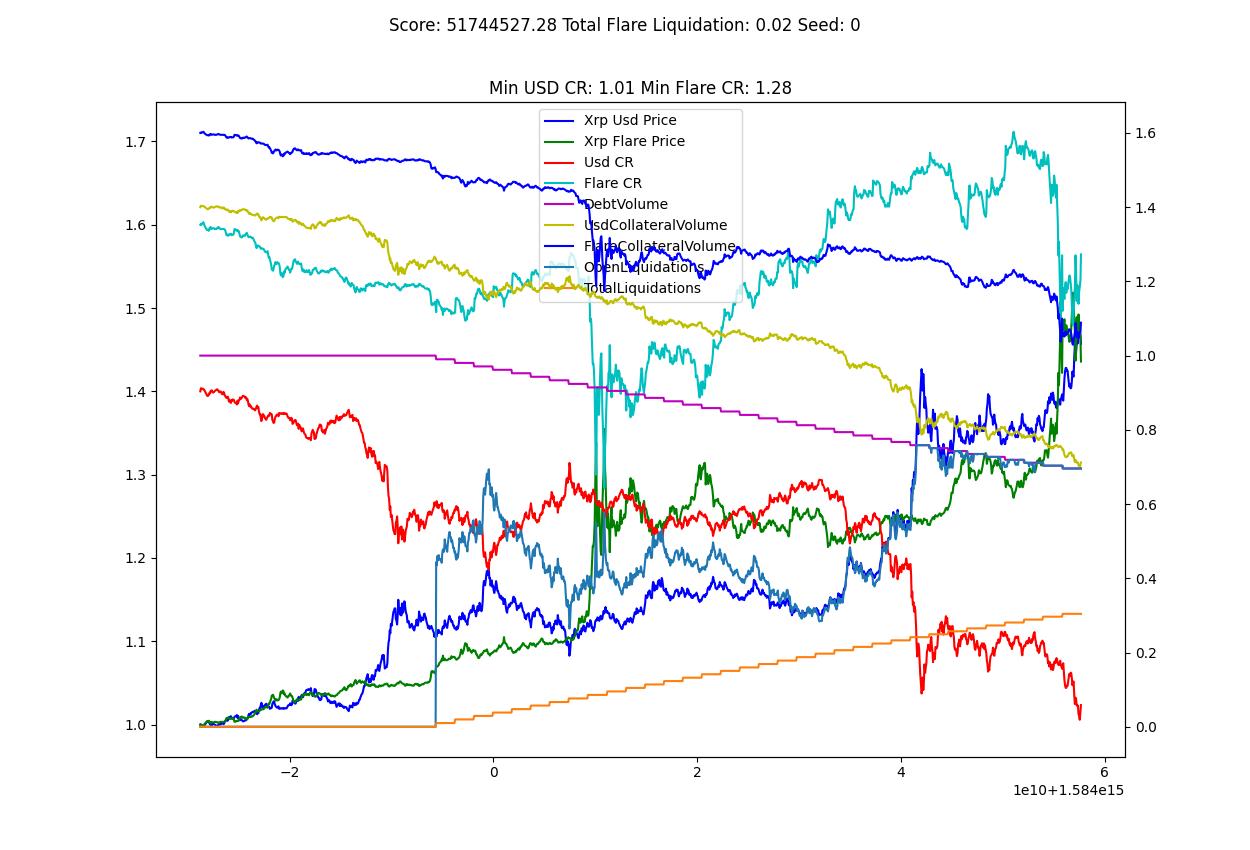 Score: 51744527.28 Total Flare Liquidation: 0.02 Seed: 0
Min USD CR: 1.01 Min Flare CR: 1.28
Xrp Usd Price
Xrp Flare Price
Usd CR
Flare CR
DebtVolume
UsdCollateralVolume
FlareCollateralVolume
OpenLiquidations
TotalLiquidations
1.7
1.6
1.5
1.4
1.3
1.2
1.1
1.0
1.6
1.4
1.2
1.0
0.8
0.6
0.4
0.2
0.0
−2
0
2
4
6
1e10+1.584e15